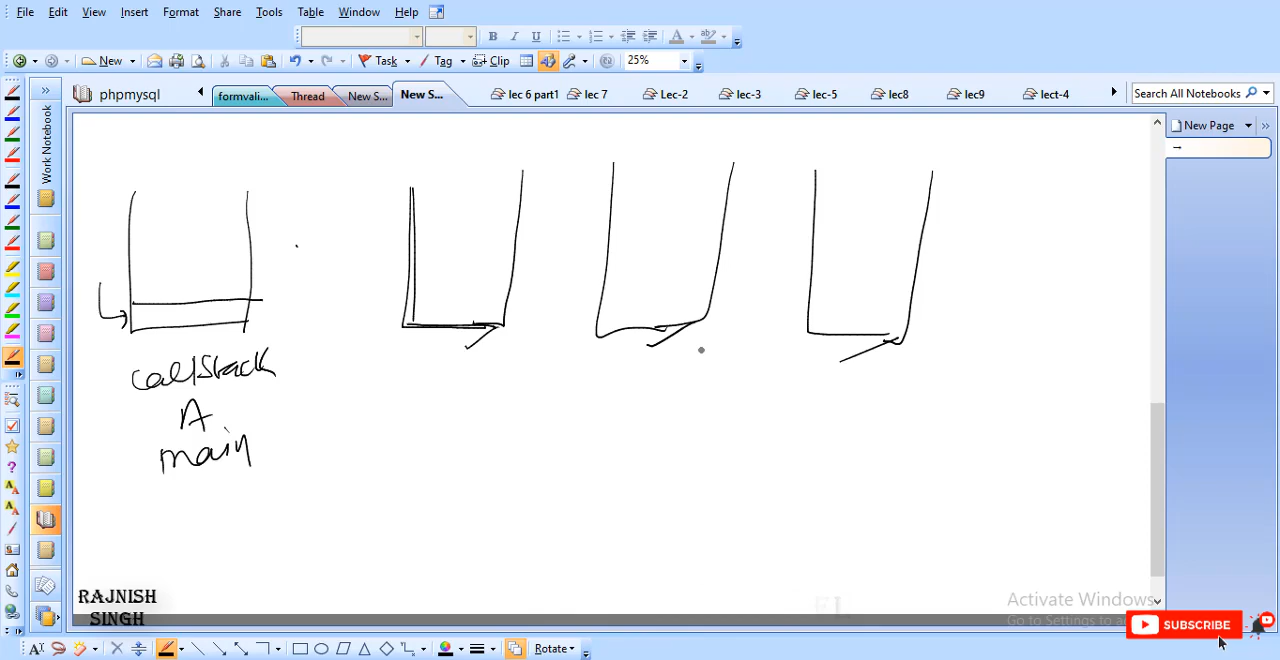 File Edit View Insert Format Share Tools Table Window Help
B I U A ab
New Task Tag Clip 25%
phpmysql formvali... Thread New S... New S... lec 6 part1 lec 7 Lec-2 lec-3 lec-5 lec8 lec9 lect-4 Search All Notebooks
New Page
Work Notebook
callstack
A
main
RAJNISH
SINGH
EL
Activate Windows
Go to Settings to a
SUBSCRIBE
Rotate